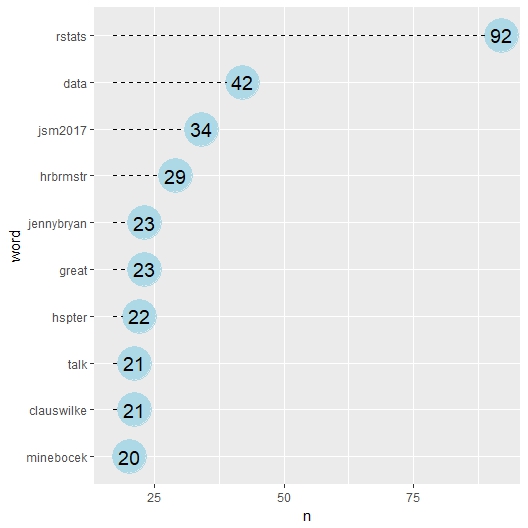 rstats 92
data 42
jsm2017 34
hrbrmstr 29
jennybryan 23
great 23
hspter 22
talk 21
clauswilke 21
minebocek 20
word
25 50 75
n